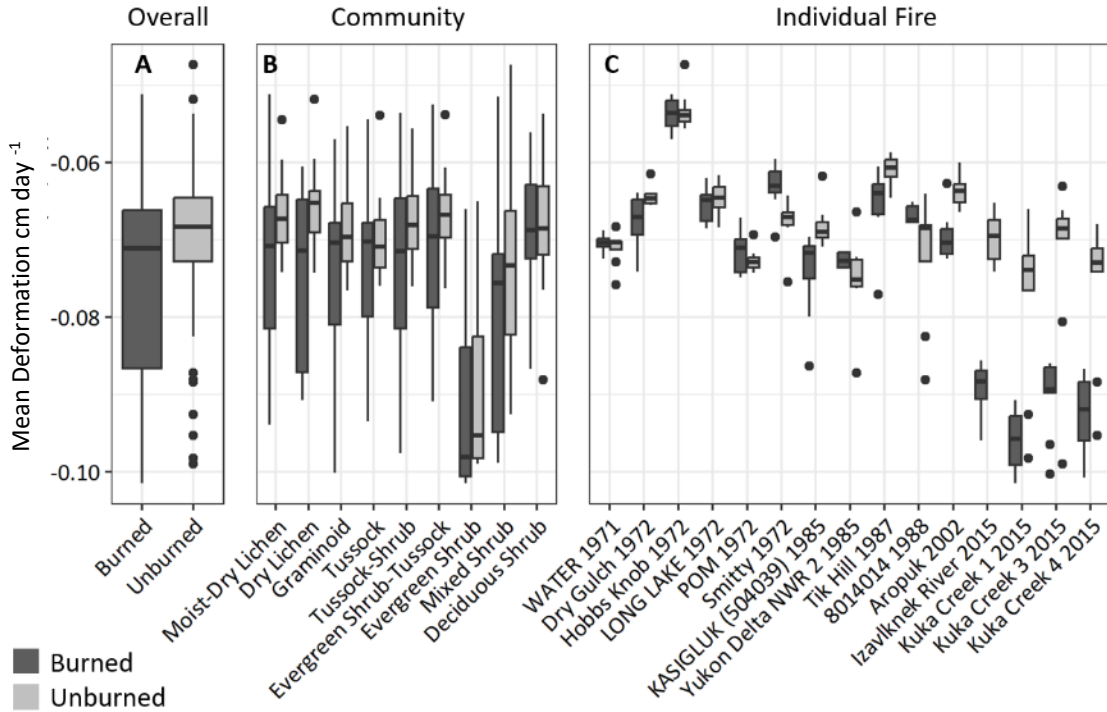 Overall
Community
Individual Fire
A
B
C
Mean Deformation cm day -1
-0.06
-0.08
-0.10
Burned
Unburned
Moist-Dry Lichen
Dry Lichen
Graminoid
Tussock
Tussock-Shrub
Evergreen Shrub-Tussock
Evergreen Shrub
Mixed Shrub
Deciduous Shrub
WATER 1971
Dry Gulch 1972
Hobbs Knob 1972
LONG LAKE 1972
POM 1972
Smitty 1972
KASIGLUK (504039) 1985
Yukon Delta NWR 2 1985
Tik Hill 1987
8014014 1988
Aropuk 2002
Izavlknek River 2015
Kuka Creek 1 2015
Kuka Creek 3 2015
Kuka Creek 4 2015
Burned
Unburned